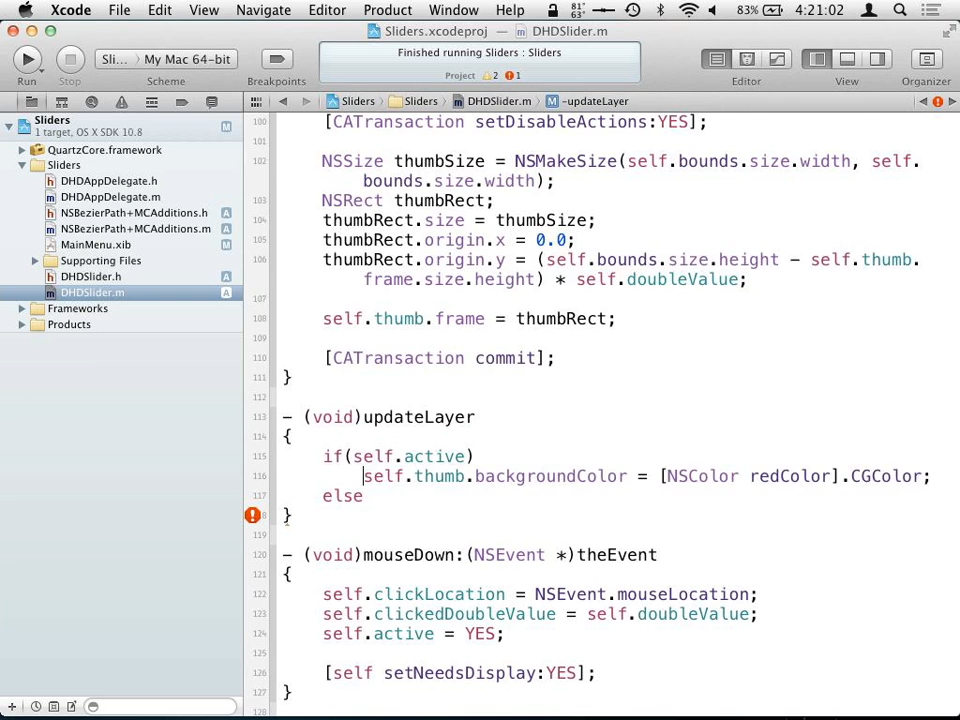 Xcode File Edit View Navigate Editor Product Window Help 81° 63° 83% 4:21:02
Sliders.xcodeproj — DHDSlider.m
Run Stop Sli... My Mac 64-bit Scheme Breakpoints
Finished running Sliders : Sliders
Project 2 1
Editor View Organizer
Sliders Sliders DHDSlider.m M -updateLayer
Sliders M
1 target, OS X SDK 10.8
QuartzCore.framework
Sliders
h DHDAppDelegate.h
m DHDAppDelegate.m
h NSBezierPath+MCAdditions.h A
m NSBezierPath+MCAdditions.m A
MainMenu.xib M
Supporting Files
h DHDSlider.h A
m DHDSlider.m A
Frameworks
Products
100 [CATransaction setDisableActions:YES];
101
102 NSSize thumbSize = NSMakeSize(self.bounds.size.width, self.
bounds.size.width);
103 NSRect thumbRect;
104 thumbRect.size = thumbSize;
105 thumbRect.origin.x = 0.0;
106 thumbRect.origin.y = (self.bounds.size.height - self.thumb.
frame.size.height) * self.doubleValue;
107
108 self.thumb.frame = thumbRect;
109
110 [CATransaction commit];
111 }
112
113 - (void)updateLayer
114 {
115 if(self.active)
116 self.thumb.backgroundColor = [NSColor redColor].CGColor;
117 else
8 }
119
120 - (void)mouseDown:(NSEvent *)theEvent
121 {
122 self.clickLocation = NSEvent.mouseLocation;
123 self.clickedDoubleValue = self.doubleValue;
124 self.active = YES;
125
126 [self setNeedsDisplay:YES];
127 }
128